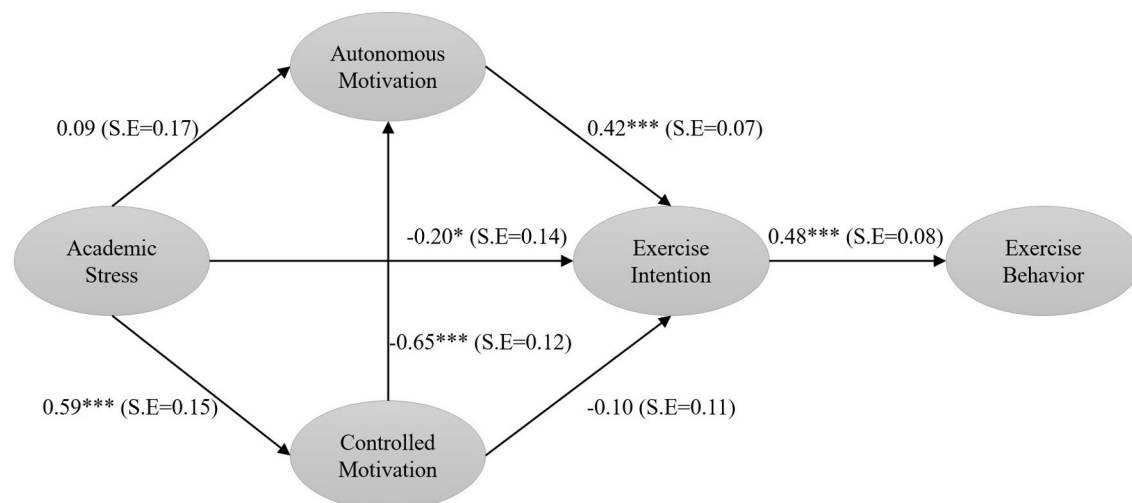 Autonomous
Motivation
0.09 (S.E=0.17)
0.42*** (S.E=0.07)
Academic
Stress
-0.20* (S.E=0.14)
Exercise
Intention
0.48*** (S.E=0.08)
Exercise
Behavior
-0.65*** (S.E=0.12)
0.59*** (S.E=0.15)
-0.10 (S.E=0.11)
Controlled
Motivation